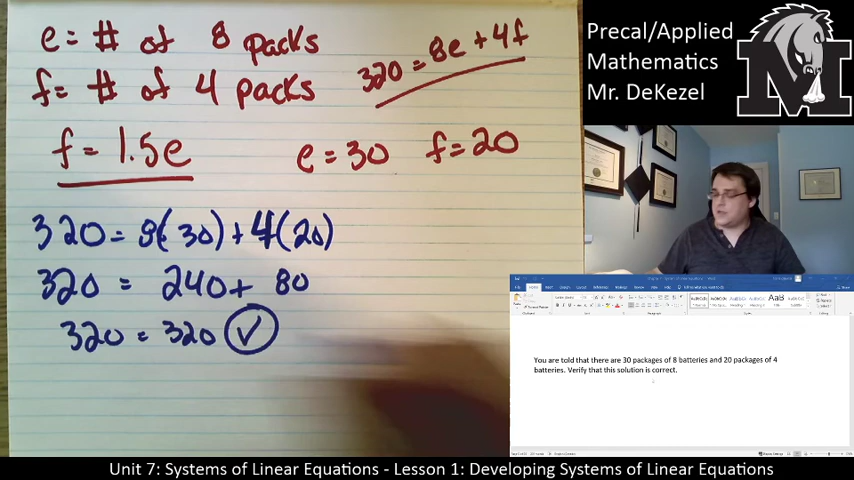 e = # of 8 packs
f = # of 4 packs
320 = 8e + 4f
f = 1.5e
e = 30 f = 20
320 = 8(30) + 4(20)
320 = 240 + 80
320 = 320 ✓
Precal/Applied
Mathematics
Mr. DeKezel
M
You are told that there are 30 packages of 8 batteries and 20 packages of 4
batteries. Verify that this solution is correct.
Unit 7: Systems of Linear Equations - Lesson 1: Developing Systems of Linear Equations